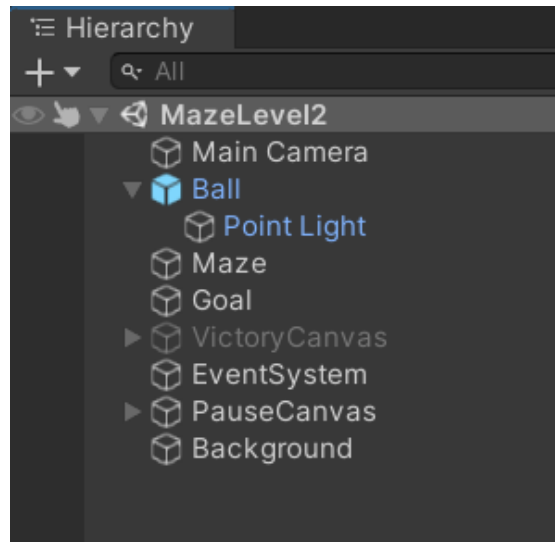 Hierarchy
All
MazeLevel2
Main Camera
Ball
Point Light
Maze
Goal
VictoryCanvas
EventSystem
PauseCanvas
Background